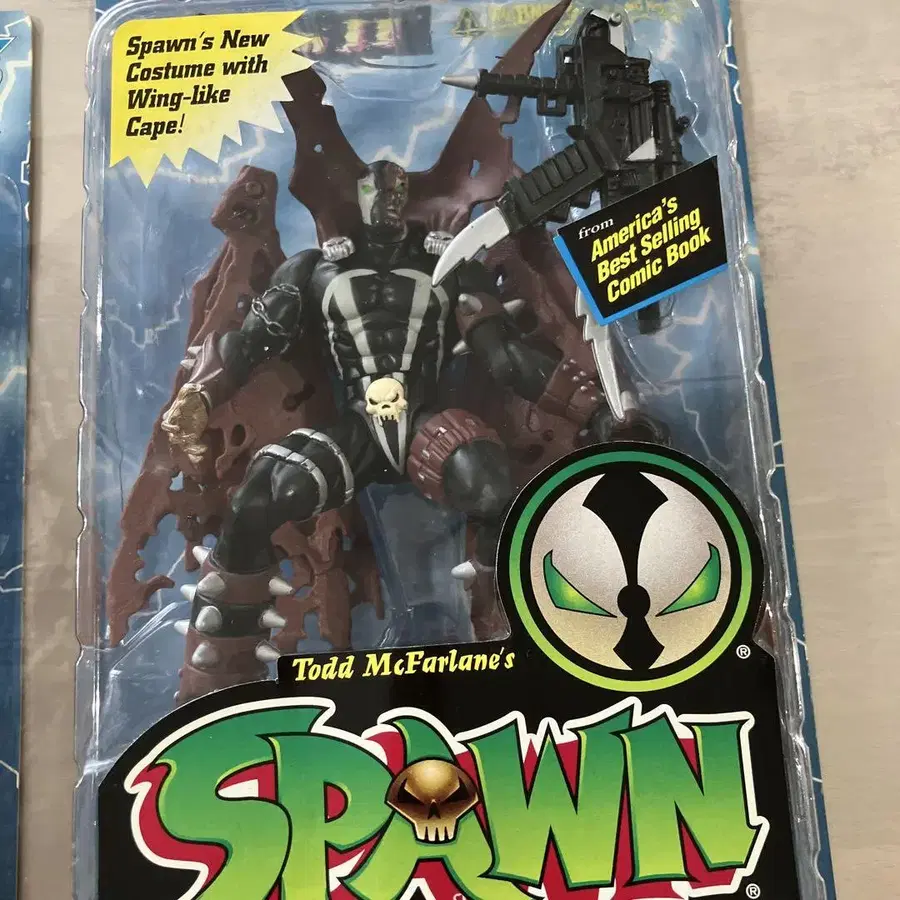 Spawn's New
Costume with
Wing-like
Cape!
from
America's
Best Selling
Comic Book
Todd McFarlane's
®
SPAWN
®